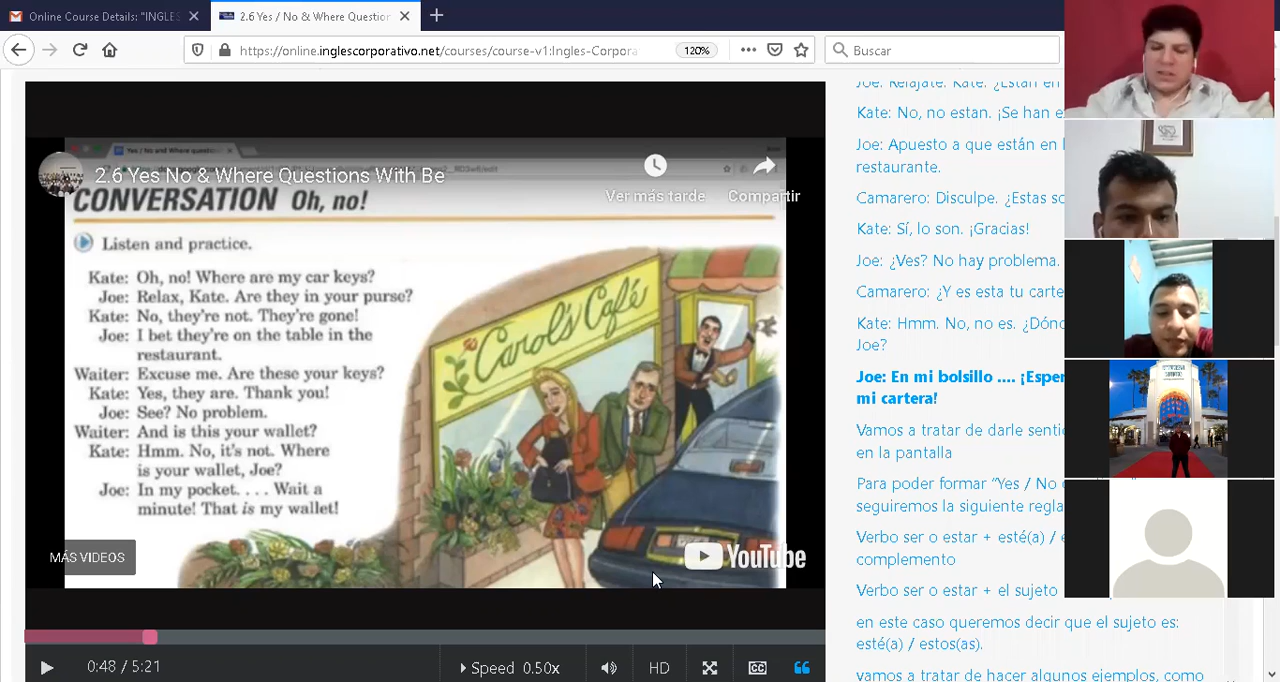 Online Course Details: "INGLES
2.6 Yes / No & Where Question
https://online.inglescorporativo.net/courses/course-v1:Ingles-Corpora
120%
Buscar
2.6 Yes No & Where Questions With Be
Ver más tarde
Compartir
CONVERSATION Oh, no!
Listen and practice.
Kate: Oh, no! Where are my car keys?
Joe: Relax, Kate. Are they in your purse?
Kate: No, they're not. They're gone!
Joe: I bet they're on the table in the
restaurant.
Waiter: Excuse me. Are these your keys?
Kate: Yes, they are. Thank you!
Joe: See? No problem.
Waiter: And is this your wallet?
Kate: Hmm. No, it's not. Where
is your wallet, Joe?
Joe: In my pocket. . . . Wait a
minute! That is my wallet!
Carol's Café
MÁS VIDEOS
YouTube
0:48 / 5:21
Speed 0.50x
HD
Joe: Relájate. Kate. ¿Están en
Kate: No, no estan. ¡Se han e
Joe: Apuesto a que están en l
restaurante.
Camarero: Disculpe. ¿Estas so
Kate: Sí, lo son. ¡Gracias!
Joe: ¿Ves? No hay problema.
Camarero: ¿Y es esta tu carte
Kate: Hmm. No, no es. ¿Dón
Joe?
Joe: En mi bolsillo .... ¡Esper
mi cartera!
Vamos a tratar de darle senti
en la pantalla
Para poder formar "Yes / No
seguiremos la siguiente regla
Verbo ser o estar + esté(a) / e
complemento
Verbo ser o estar + el sujeto
en este caso queremos decir que el sujeto es:
esté(a) / estos(as).
vamos a tratar de hacer algunos ejemplos, como